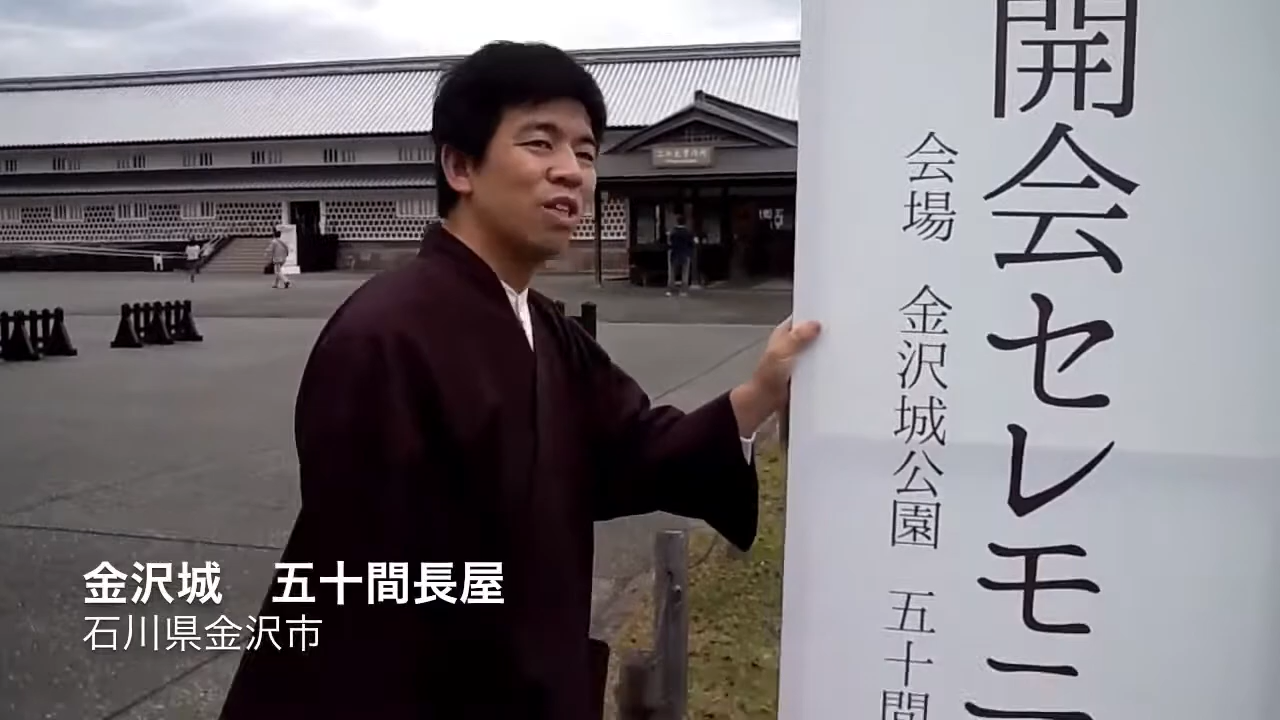 開会セレモニ
会場 金沢城公園 五十間
金沢城 五十間長屋
石川県金沢市